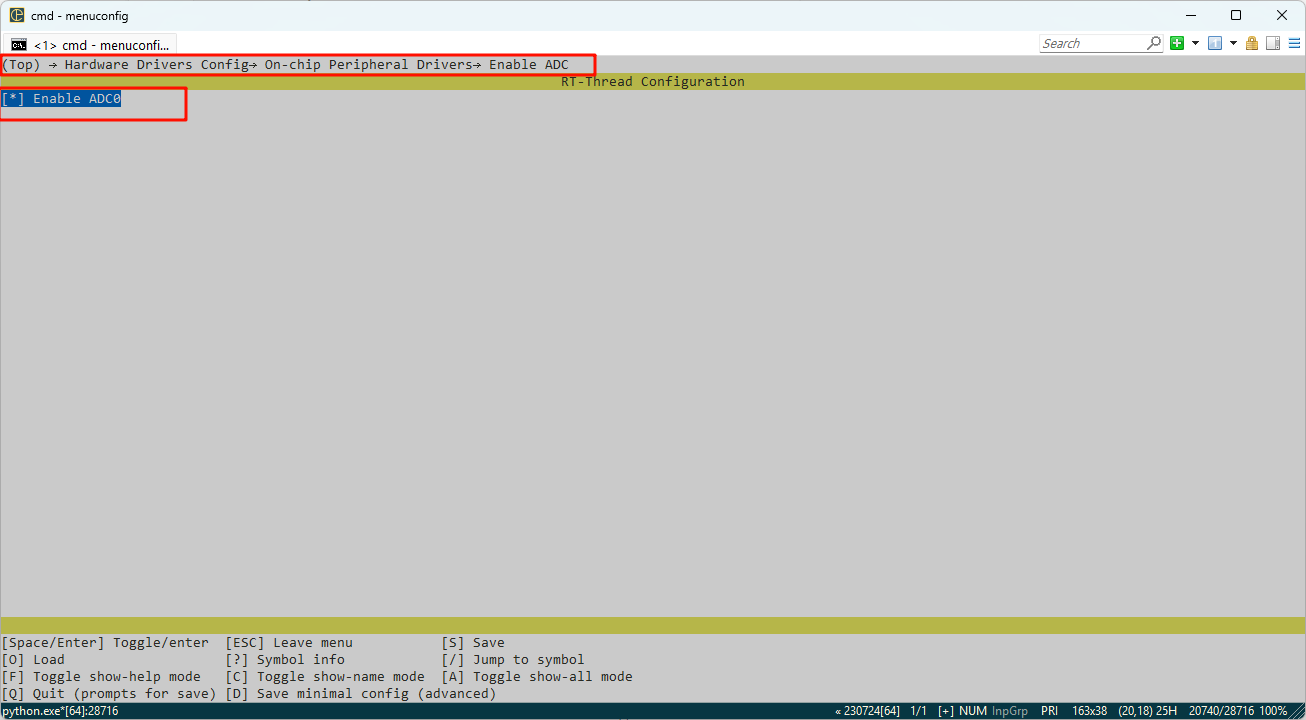 cmd - menuconfig
<1> cmd - menuconfi...
Search
(Top) → Hardware Drivers Config→ On-chip Peripheral Drivers→ Enable ADC
RT-Thread Configuration
[*] Enable ADC0
[Space/Enter] Toggle/enter [ESC] Leave menu [S] Save
[O] Load [?] Symbol info [/] Jump to symbol
[F] Toggle show-help mode [C] Toggle show-name mode [A] Toggle show-all mode
[Q] Quit (prompts for save) [D] Save minimal config (advanced)
python.exe*[64]:28716 « 230724[64] 1/1 [+] NUM InpGrp PRI 163x38 (20,18) 25H 20740/28716 100%